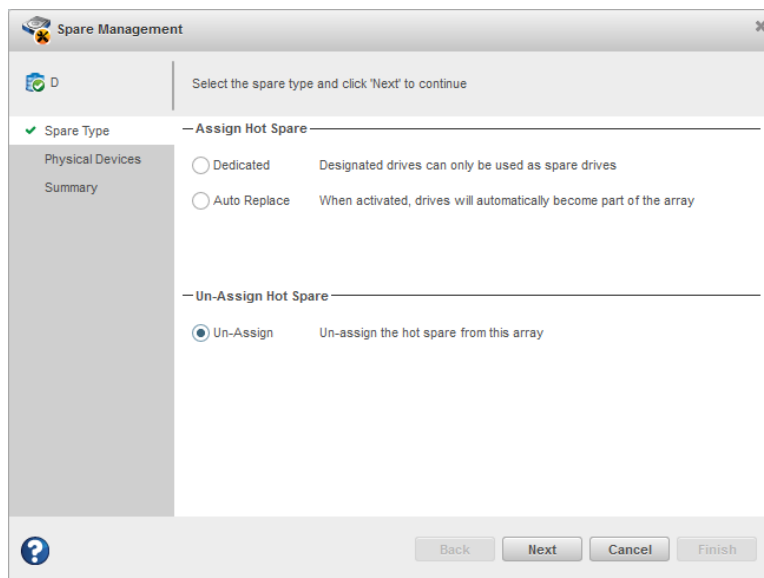 Spare Management
D
Select the spare type and click 'Next' to continue
Spare Type
Physical Devices
Summary
Assign Hot Spare
Dedicated Designated drives can only be used as spare drives
Auto Replace When activated, drives will automatically become part of the array
Un-Assign Hot Spare
Un-Assign Un-assign the hot spare from this array
? Back Next Cancel Finish